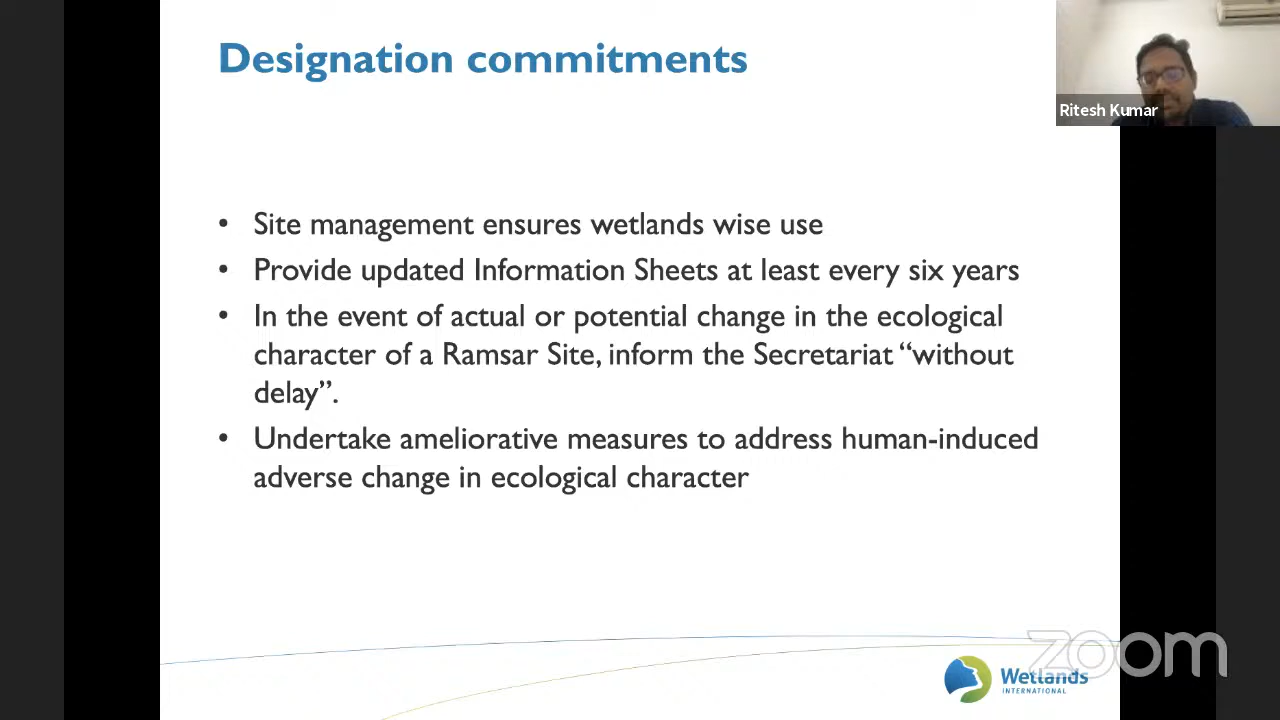 Designation commitments
Ritesh Kumar
• Site management ensures wetlands wise use
• Provide updated Information Sheets at least every six years
• In the event of actual or potential change in the ecological
character of a Ramsar Site, inform the Secretariat “without
delay”.
• Undertake ameliorative measures to address human-induced
adverse change in ecological character
zoom
Wetlands
INTERNATIONAL